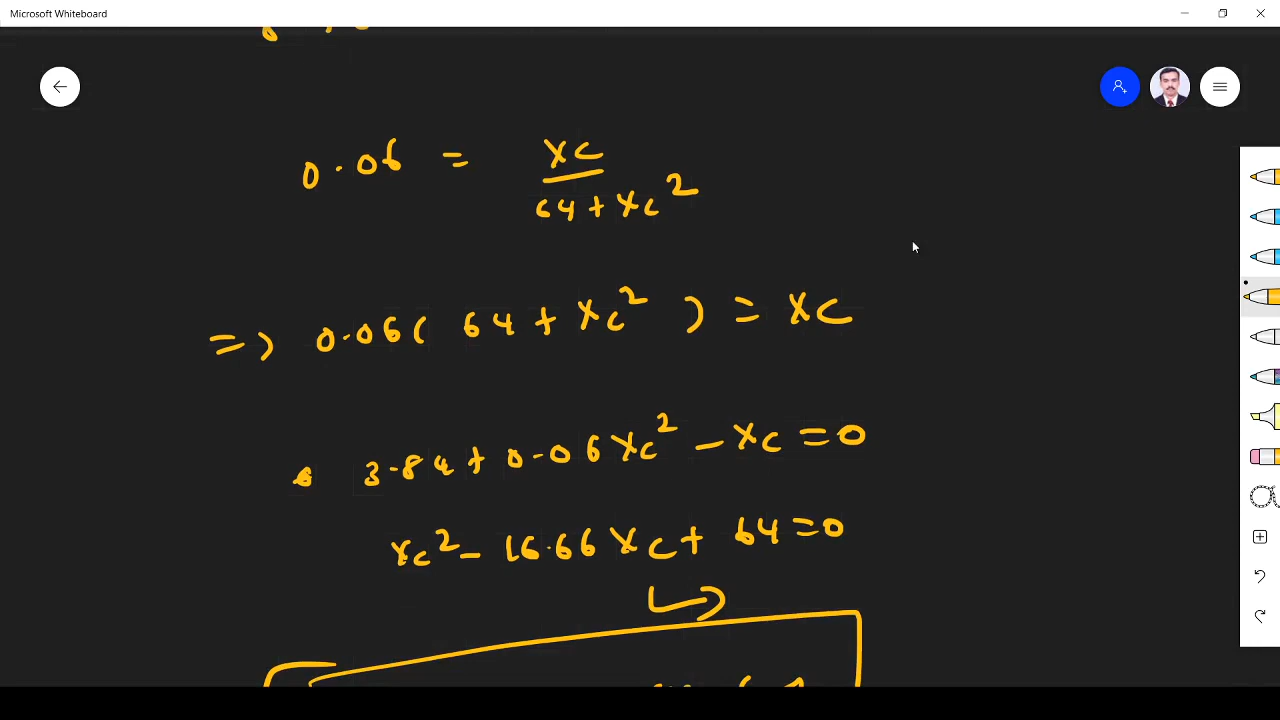 Microsoft Whiteboard
0.06 = XC / 64 + Xc²
=> 0.06( 64 + Xc² ) = XC
3.84 + 0.06 Xc² - Xc = 0
Xc² - 16.66 Xc + 64 = 0